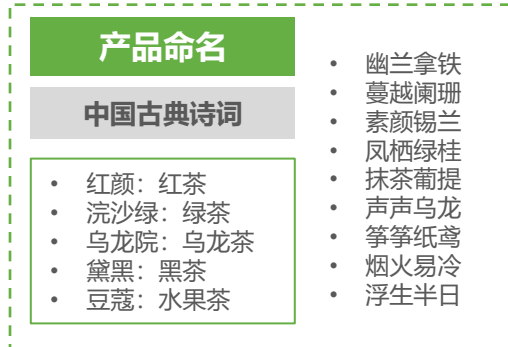 产品命名
中国古典诗词
• 红颜：红茶
• 浣沙绿：绿茶
• 乌龙院：乌龙茶
• 黛黑：黑茶
• 豆蔻：水果茶
• 幽兰拿铁
• 蔓越阑珊
• 素颜锡兰
• 凤栖绿桂
• 抹茶葡提
• 声声乌龙
• 筝筝纸鸢
• 烟火易冷
• 浮生半日